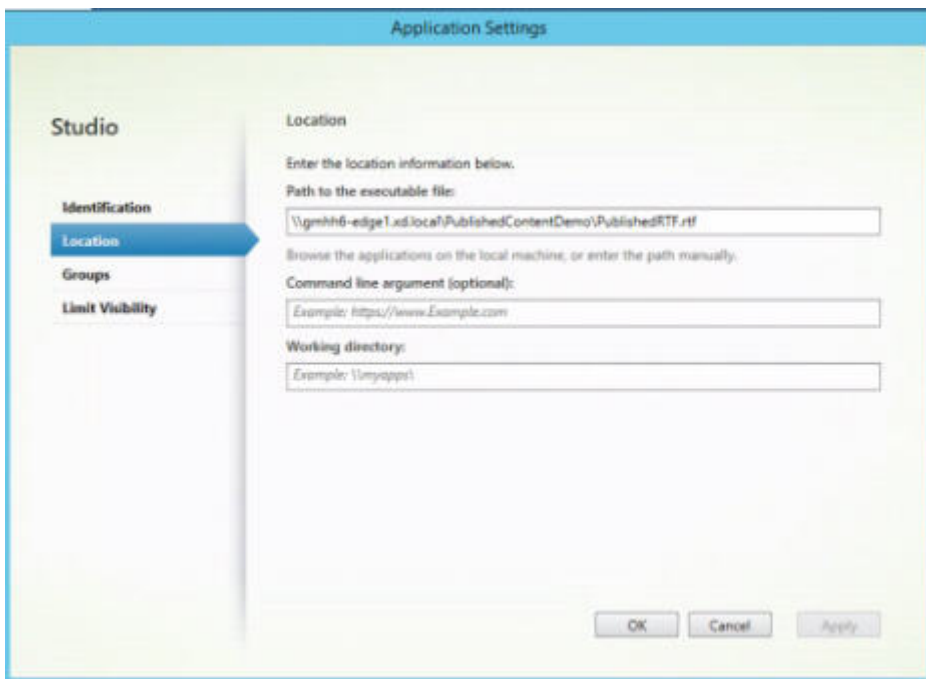 Application Settings
Studio
Identification
Location
Groups
Limit Visibility
Location
Enter the location information below.
Path to the executable file:
\\gmhh6-edge1.xd.local\PublishedContentDemo\PublishedRTF.rtf
Browse the applications on the local machine, or enter the path manually.
Command line argument (optional):
Example: https://www.Example.com
Working directory:
Example: \\myapps\
OK
Cancel
Apply